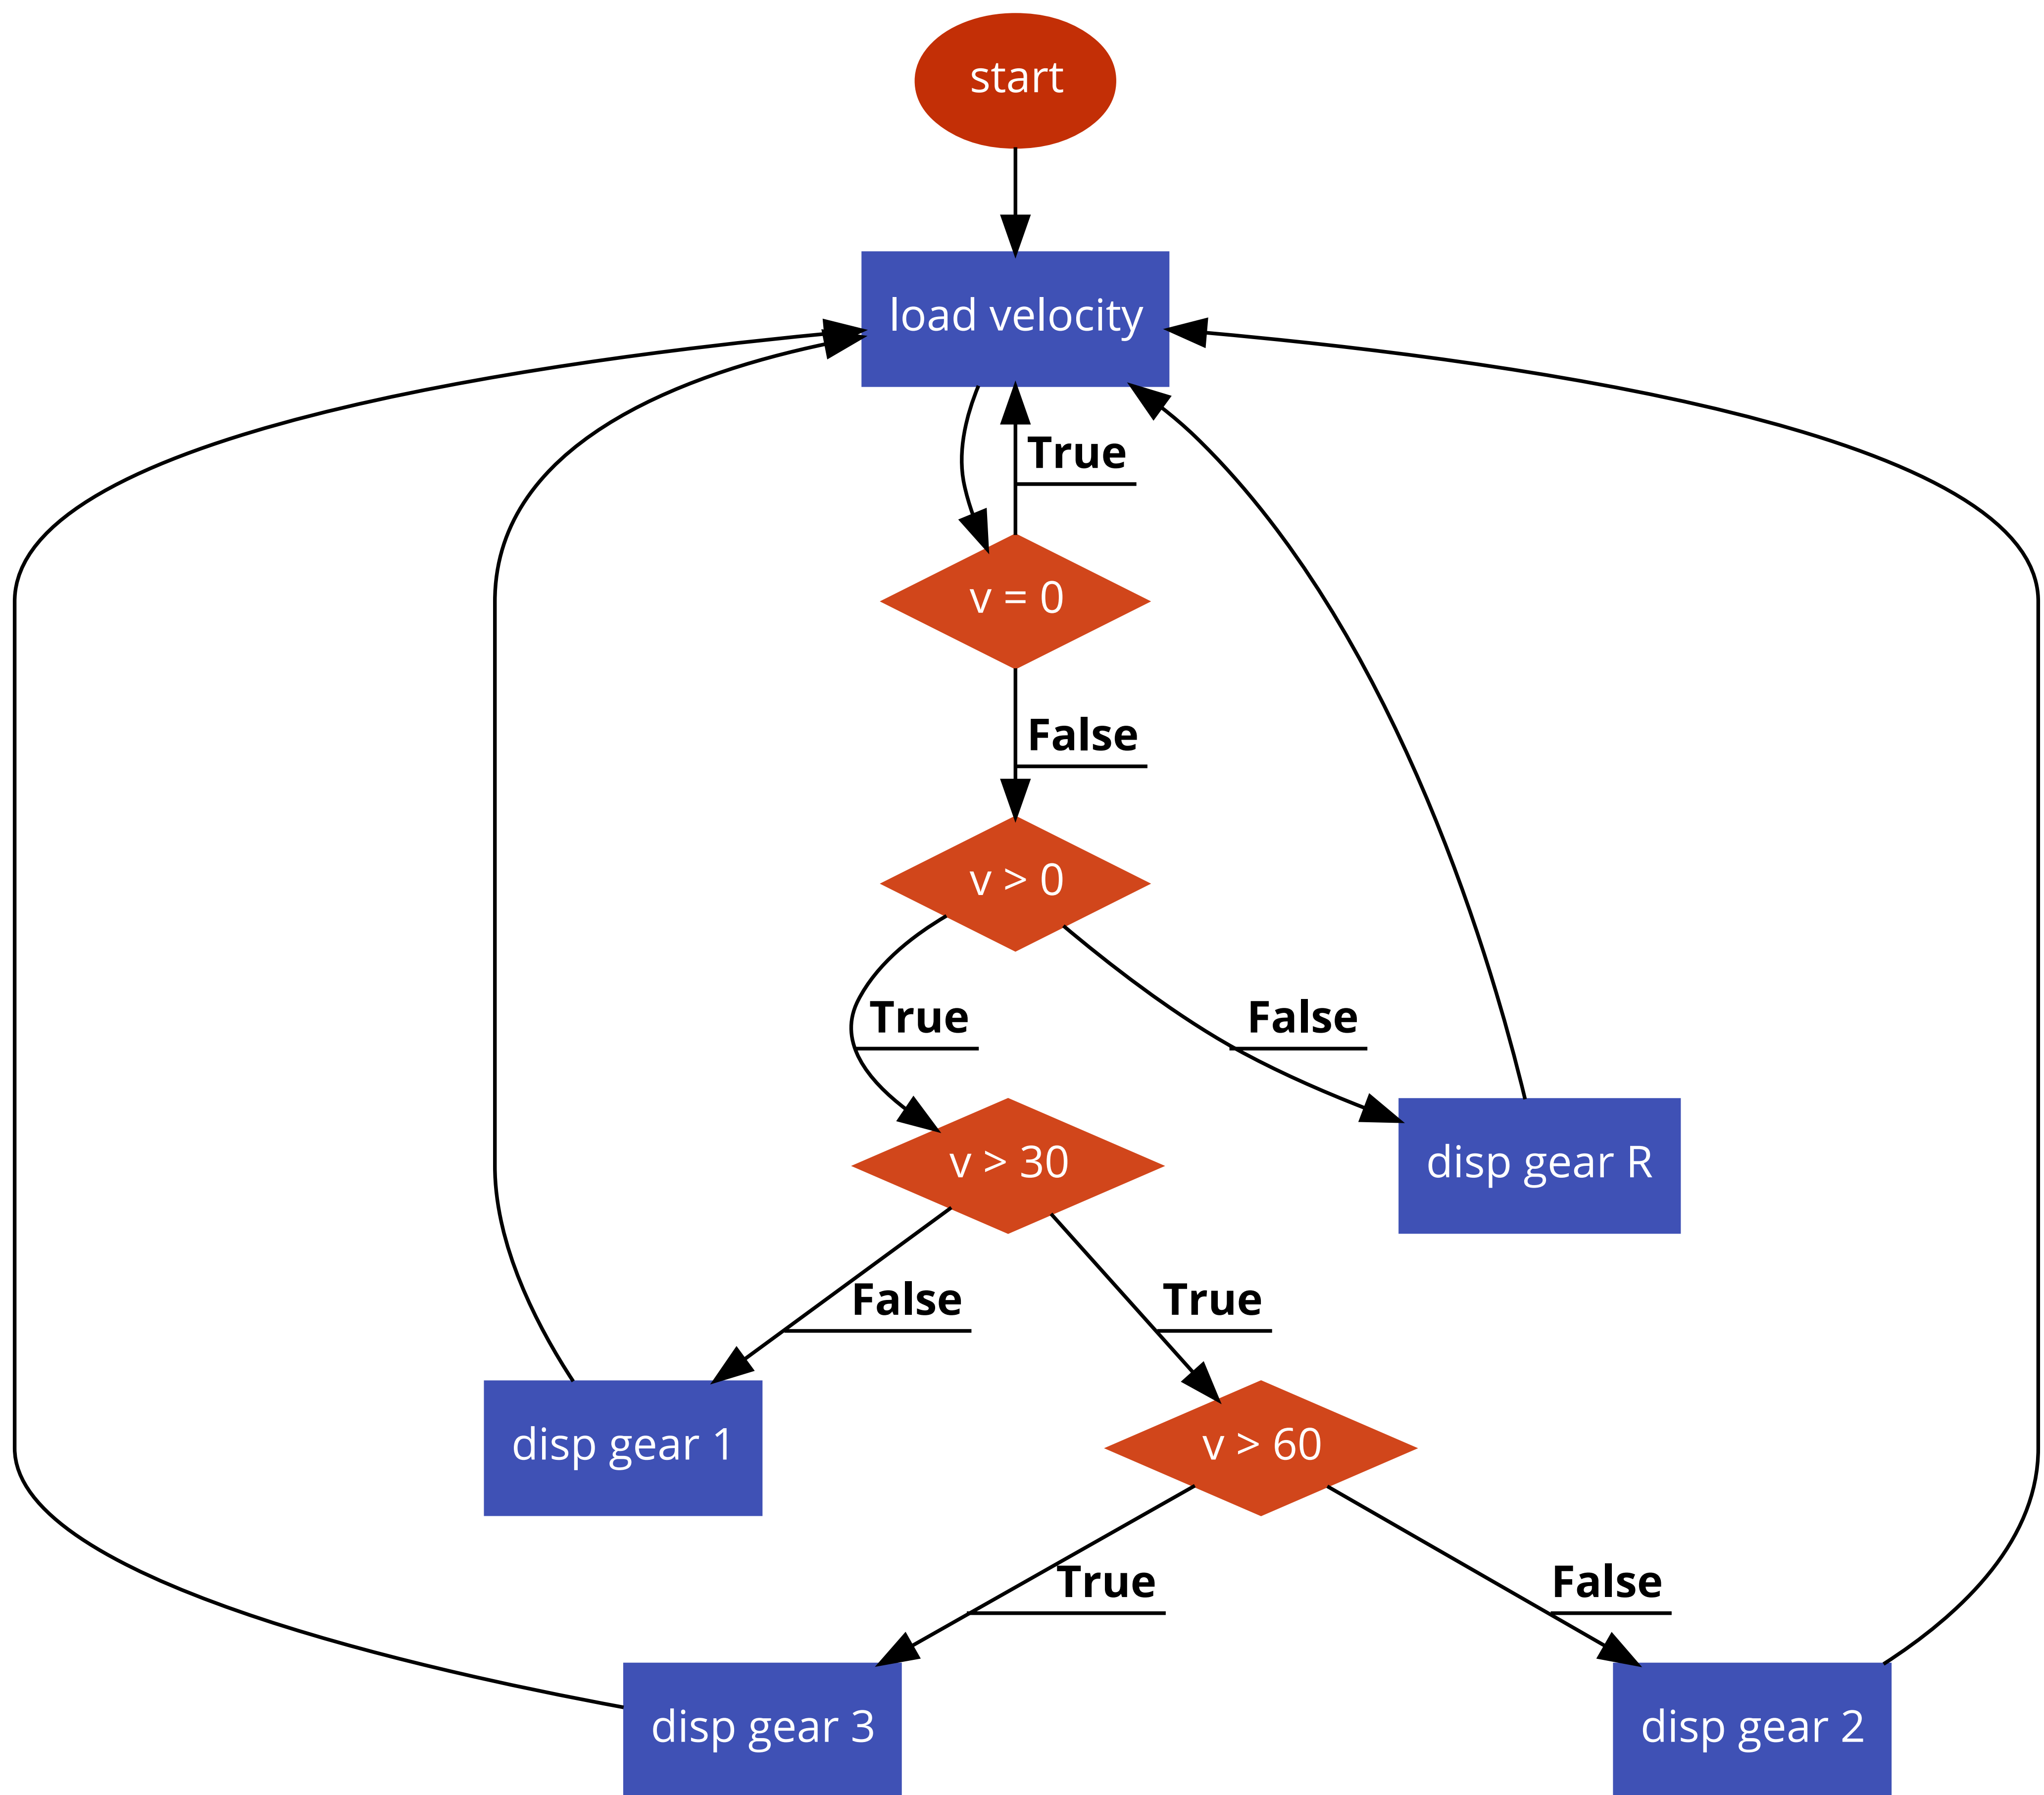 start
load velocity
True
v = 0
False
v > 0
True
False
v > 30
disp gear R
False
True
disp gear 1
v > 60
True
False
disp gear 3
disp gear 2